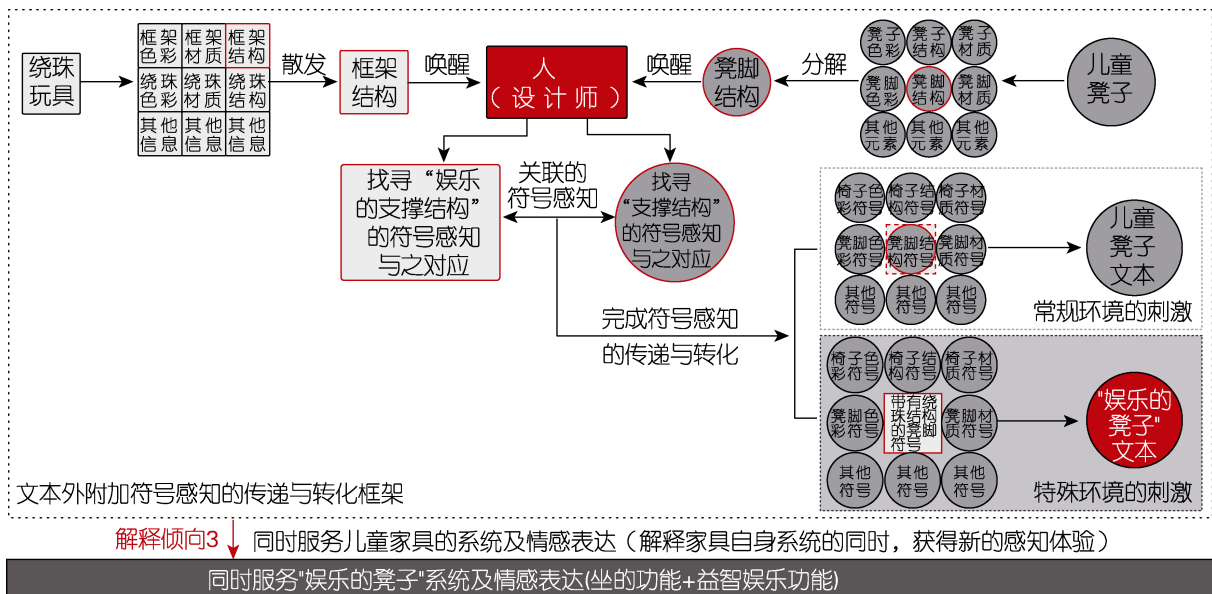 绕珠
玩具
框架
色彩
框架
材质
框架
结构
绕珠
色彩
绕珠
材质
绕珠
结构
其他
信息
其他
信息
其他
信息
散发
框架
结构
唤醒
人
（设计师）
唤醒
凳脚
结构
分解
凳子
色彩
凳子
结构
凳子
材质
凳脚
色彩
凳脚
结构
凳脚
材质
其他
元素
其他
元素
其他
元素
儿童
凳子
找寻“娱乐
的支撑结构”
的符号感知
与之对应
关联的
符号感知
找寻
“支撑结构”
的符号感知
与之对应
完成符号感知
的传递与转化
椅子色
彩符号
椅子结
构符号
椅子材
质符号
凳脚色
彩符号
凳脚结
构符号
凳脚材
质符号
其他
符号
其他
符号
其他
符号
儿童
凳子
文本
常规环境的刺激
椅子色
彩符号
椅子结
构符号
椅子材
质符号
凳脚色
彩符号
带有绕
珠结构
的凳脚
符号
凳脚材
质符号
其他
符号
其他
符号
其他
符号
"娱乐的
凳子"
文本
特殊环境的刺激
文本外附加符号感知的传递与转化框架
解释倾向3
同时服务儿童家具的系统及情感表达（解释家具自身系统的同时，获得新的感知体验）
同时服务"娱乐的凳子"系统及情感表达(坐的功能+益智娱乐功能)